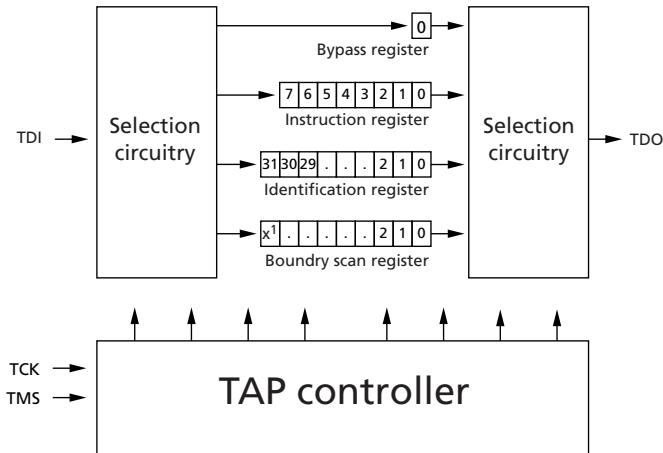 0
Bypass register
7 6 5 4 3 2 1 0
Instruction register
TDI
Selection
circuitry
Selection
circuitry
TDO
31 30 29 . . . 2 1 0
Identification register
x¹ . . . . . 2 1 0
Boundry scan register
TCK
TMS
TAP controller